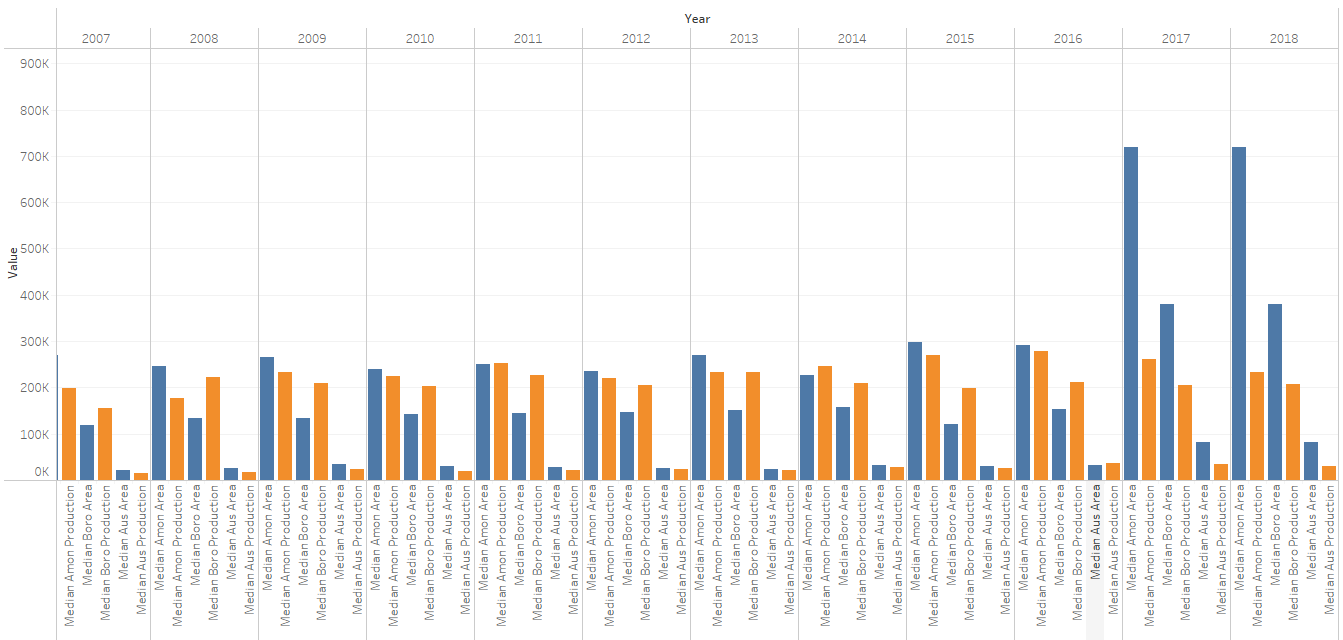 Year
2007 2008 2009 2010 2011 2012 2013 2014 2015 2016 2017 2018
900K
800K
700K
600K
500K
400K
300K
200K
100K
0K
Value
Median Amon Production
Median Boro Area
Median Boro Production
Median Aus Area
Median Aus Production
Median Amon Area
Median Amon Production
Median Boro Area
Median Boro Production
Median Aus Area
Median Aus Production
Median Amon Area
Median Amon Production
Median Boro Area
Median Boro Production
Median Aus Area
Median Aus Production
Median Amon Area
Median Amon Production
Median Boro Area
Median Boro Production
Median Aus Area
Median Aus Production
Median Amon Area
Median Amon Production
Median Boro Area
Median Boro Production
Median Aus Area
Median Aus Production
Median Amon Area
Median Amon Production
Median Boro Area
Median Boro Production
Median Aus Area
Median Aus Production
Median Amon Area
Median Amon Production
Median Boro Area
Median Boro Production
Median Aus Area
Median Aus Production
Median Amon Area
Median Amon Production
Median Boro Area
Median Boro Production
Median Aus Area
Median Aus Production
Median Amon Area
Median Amon Production
Median Boro Area
Median Boro Production
Median Aus Area
Median Aus Production
Median Amon Area
Median Amon Production
Median Boro Area
Median Boro Production
Median Aus Area
Median Aus Production
Median Amon Area
Median Amon Production
Median Boro Area
Median Boro Production
Median Aus Area
Median Aus Production
Median Amon Area
Median Amon Production
Median Boro Area
Median Boro Production
Median Aus Area
Median Aus Production